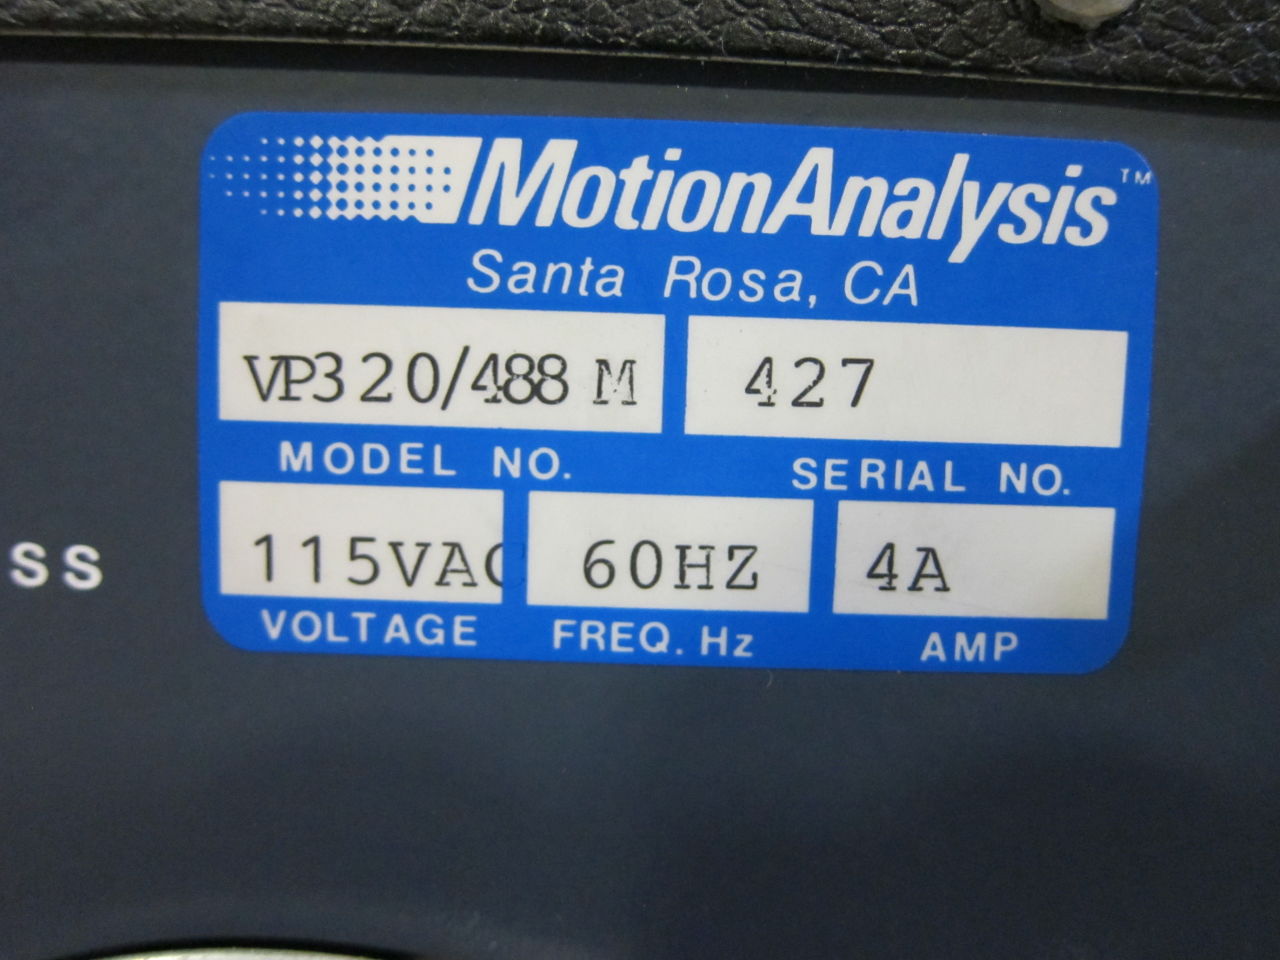 MotionAnalysis™
Santa Rosa, CA
VP320/488 M 427
MODEL NO. SERIAL NO.
115VAC 60HZ 4A
VOLTAGE FREQ. Hz AMP
SS